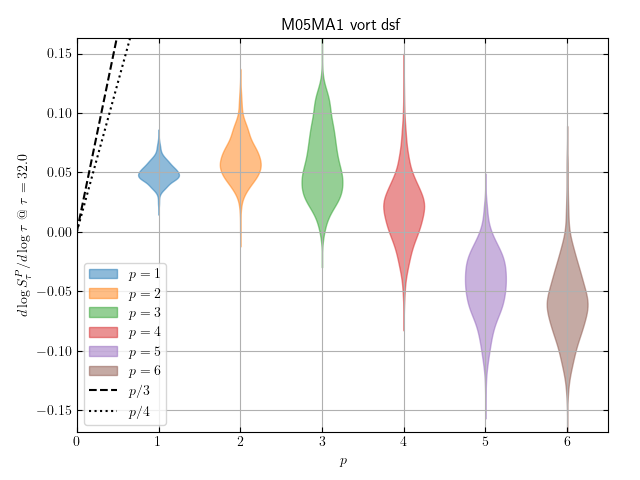 M05MA1 vort dsf
0.15
0.10
0.05
0.00
−0.05
−0.10
−0.15
d log S_τ^P / d log τ @ τ = 32.0
p = 1
p = 2
p = 3
p = 4
p = 5
p = 6
p/3
p/4
0 1 2 3 4 5 6
p